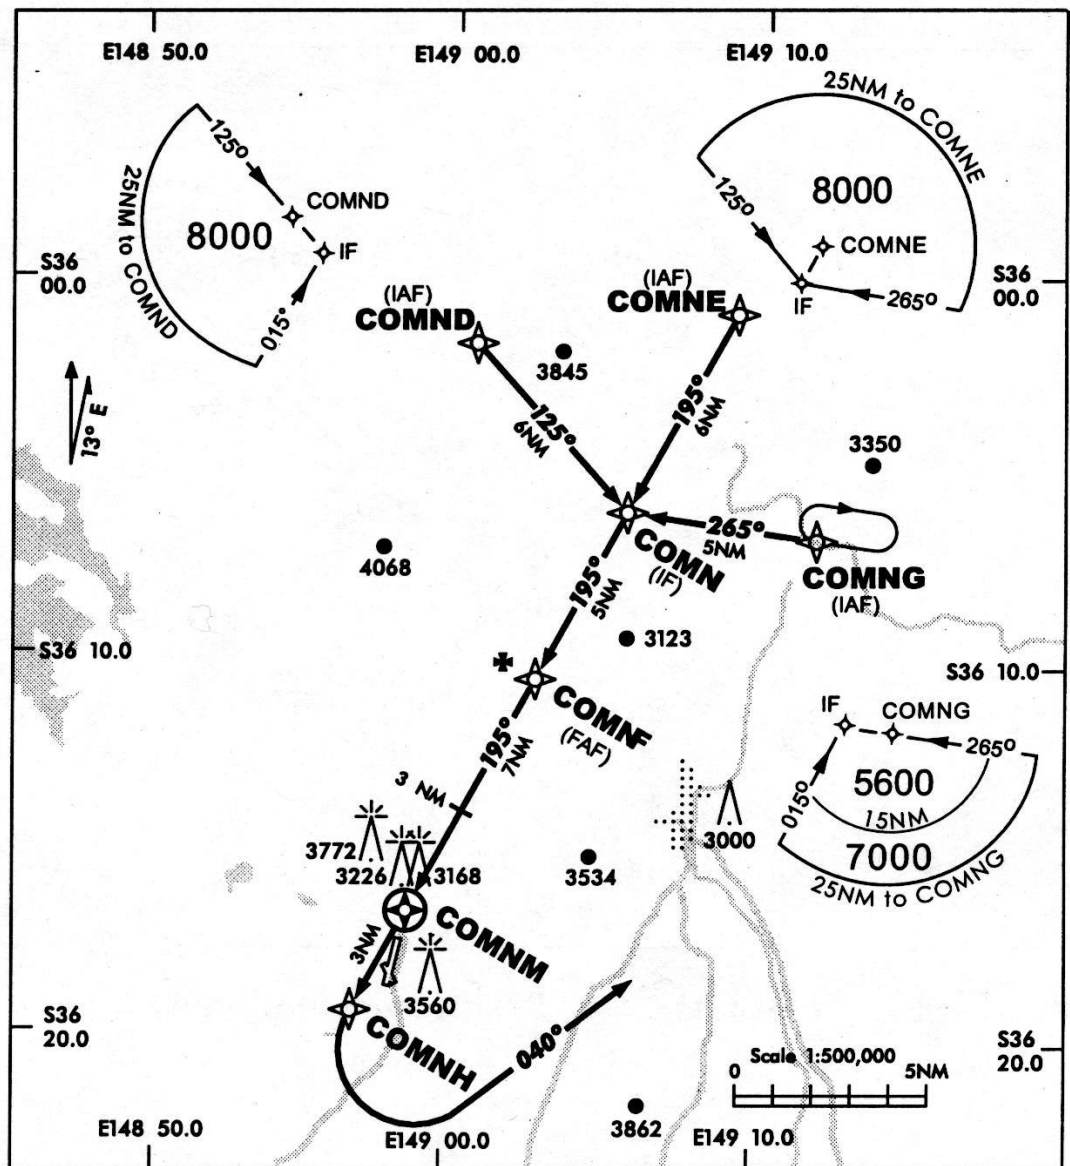 E148 50.0
E149 00.0
E149 10.0
25NM to COMNE
125°
COMND
8000
IF
25NM to COMND
015°
8000
125°
COMNE
IF
265°
S36
00.0
S36
00.0
(IAF)
COMND
(IAF)
COMNE
3845
13° E
125°
6NM
195°
6NM
3350
4068
265°
5NM
COMN
(IF)
COMNG
(IAF)
195°
5NM
S36 10.0
3123
S36 10.0
COMNF
(FAF)
IF
COMNG
265°
015°
5600
15NM
7000
25NM to COMNG
195°
7NM
3 NM
3772
3226
3168
3534
3000
COMNM
3NM
3560
COMNH
040°
S36
20.0
S36
20.0
Scale 1:500,000
0
5NM
E148 50.0
E149 00.0
3862
E149 10.0